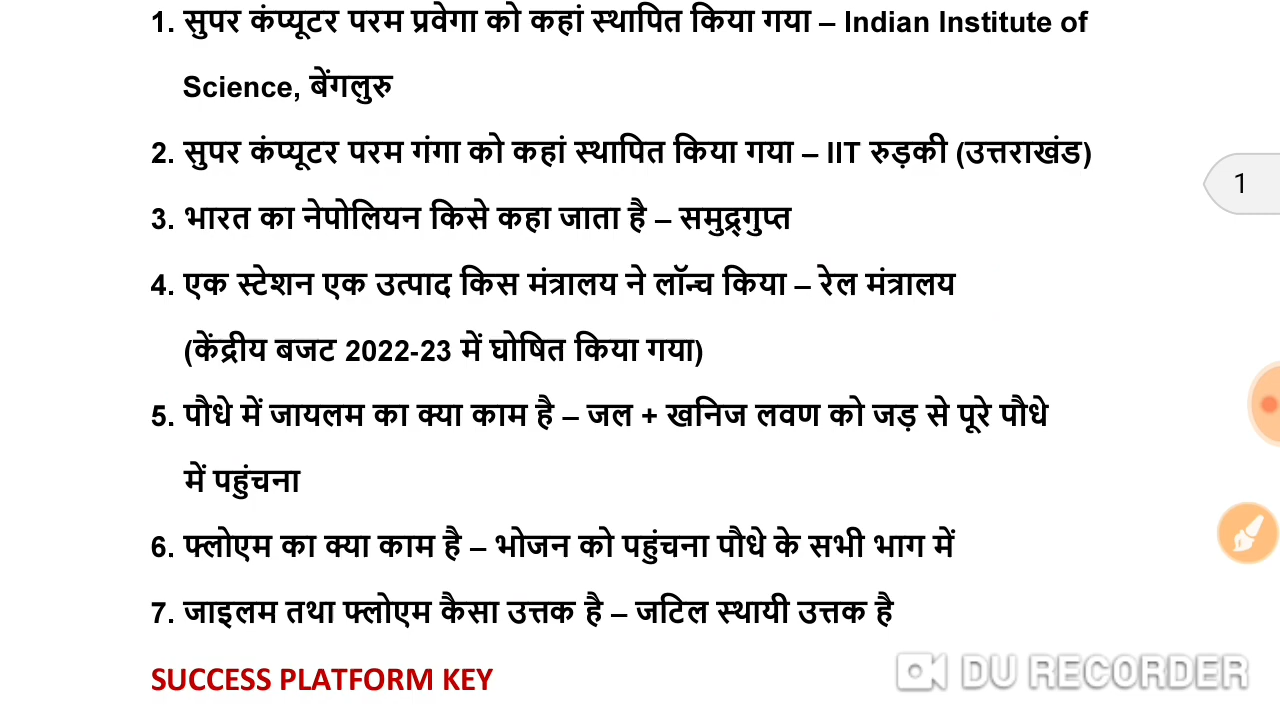 1. सुपर कंप्यूटर परम प्रवेगा को कहां स्थापित किया गया – Indian Institute of
Science, बेंगलुरु
2. सुपर कंप्यूटर परम गंगा को कहां स्थापित किया गया – IIT रुड़की (उत्तराखंड)
1
3. भारत का नेपोलियन किसे कहा जाता है – समुद्रगुप्त
4. एक स्टेशन एक उत्पाद किस मंत्रालय ने लॉन्च किया – रेल मंत्रालय
(केंद्रीय बजट 2022-23 में घोषित किया गया)
5. पौधे में जायलम का क्या काम है – जल + खनिज लवण को जड़ से पूरे पौधे
में पहुंचना
6. फ्लोएम का क्या काम है – भोजन को पहुंचना पौधे के सभी भाग में
7. जाइलम तथा फ्लोएम कैसा उत्तक है – जटिल स्थायी उत्तक है
SUCCESS PLATFORM KEY
DU RECORDER